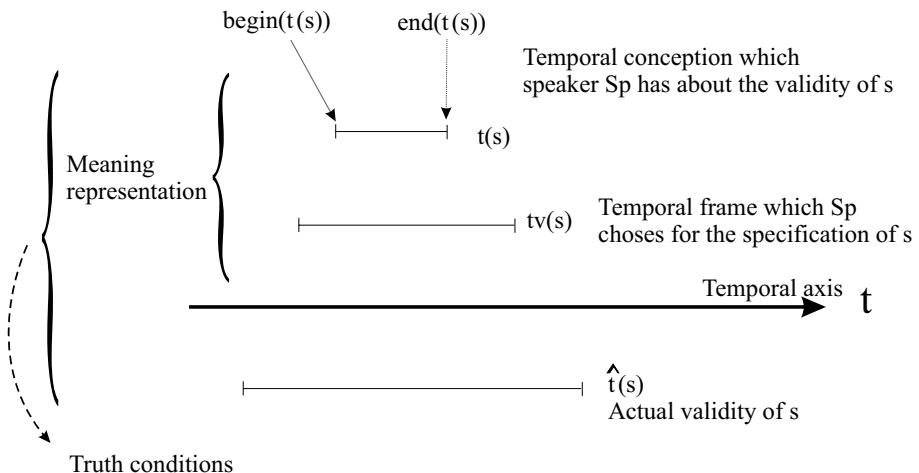 begin(t(s))
end(t(s))
Temporal conception which
speaker Sp has about the validity of s
t(s)
Meaning
representation
tv(s)
Temporal frame which Sp
choses for the specification of s
Temporal axis
t
t̂(s)
Actual validity of s
Truth conditions